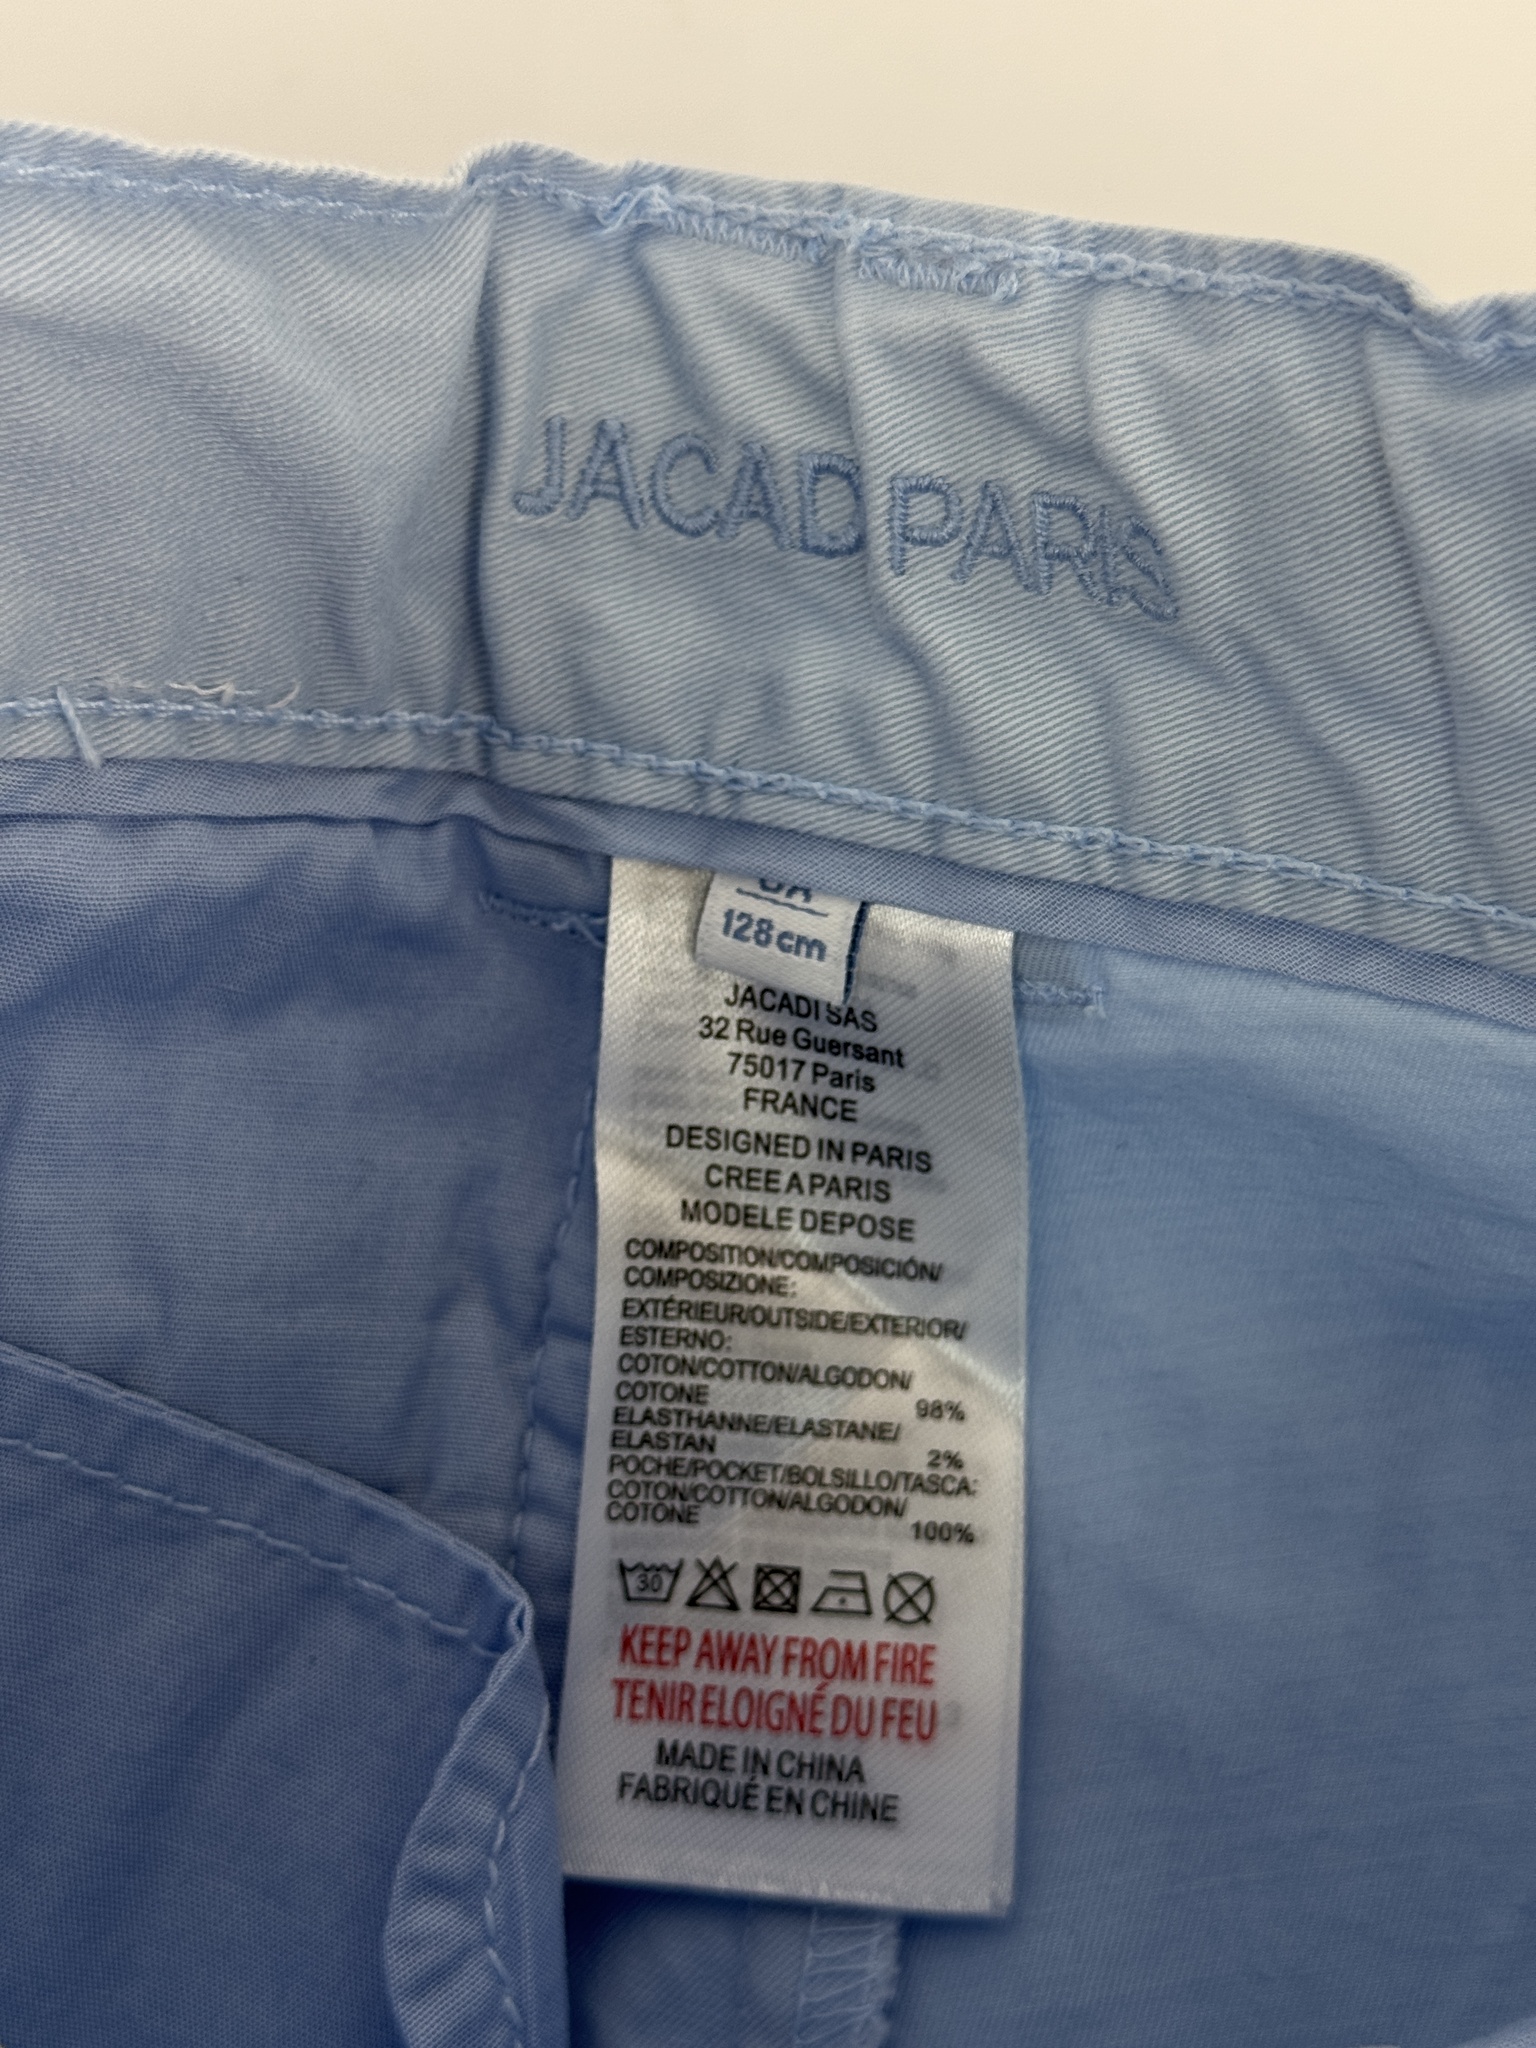 JACAD PARIS
128cm
JACADI SAS
32 Rue Guersant
75017 Paris
FRANCE
DESIGNED IN PARIS
CREE A PARIS
MODELE DEPOSE
COMPOSITION/COMPOSICIÓN/
COMPOSIZIONE:
EXTÉRIEUR/OUTSIDE/EXTERIOR/
ESTERNO:
COTON/COTTON/ALGODON/
COTONE 98%
ELASTHANNE/ELASTANE/
ELASTAN 2%
POCHE/POCKET/BOLSILLO/TASCA:
COTON/COTTON/ALGODON/
COTONE 100%
30
KEEP AWAY FROM FIRE
TENIR ELOIGNÉ DU FEU
MADE IN CHINA
FABRIQUÉ EN CHINE